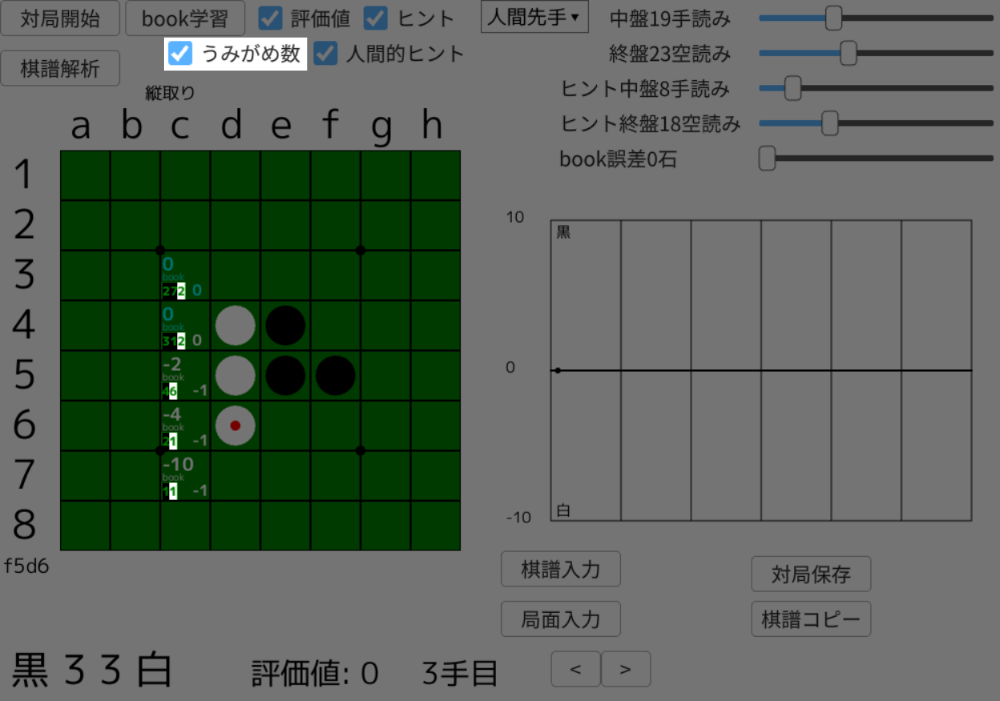 対局開始 book学習 評価値 ヒント 人間先手▾ 中盤19手読み
棋譜解析 うみがめ数 人間的ヒント 終盤23空読み
ヒント中盤8手読み
ヒント終盤18空読み
book誤差0石
縦取り
a b c d e f g h
1
2
3
0
book
272 0
4
0
book
312 0
5
-2
book
46 -1
6
-4
book
21 -1
7
-10
book
11 -1
8
f5d6
10
黒
0
白
-10
棋譜入力 対局保存
局面入力 棋譜コピー
黒 3 3 白 評価値: 0 3手目 < >